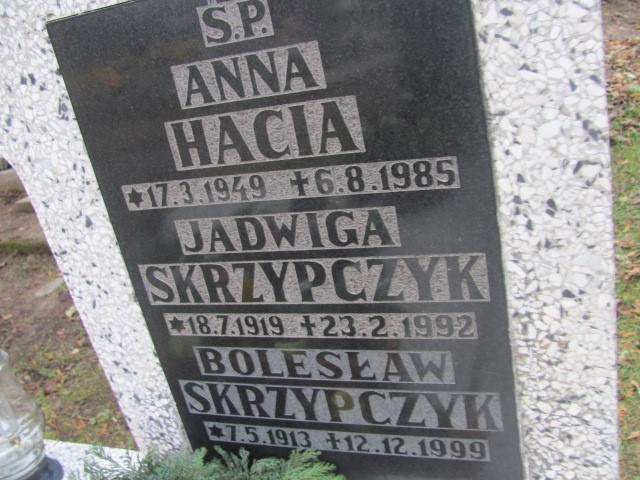 Ś.P.
ANNA
HACIA
*17.3.1949 +6.8.1985
JADWIGA
SKRZYPCZYK
*18.7.1919 +23.2.1992
BOLESŁAW
SKRZYPCZYK
*7.5.1913 +12.12.1999